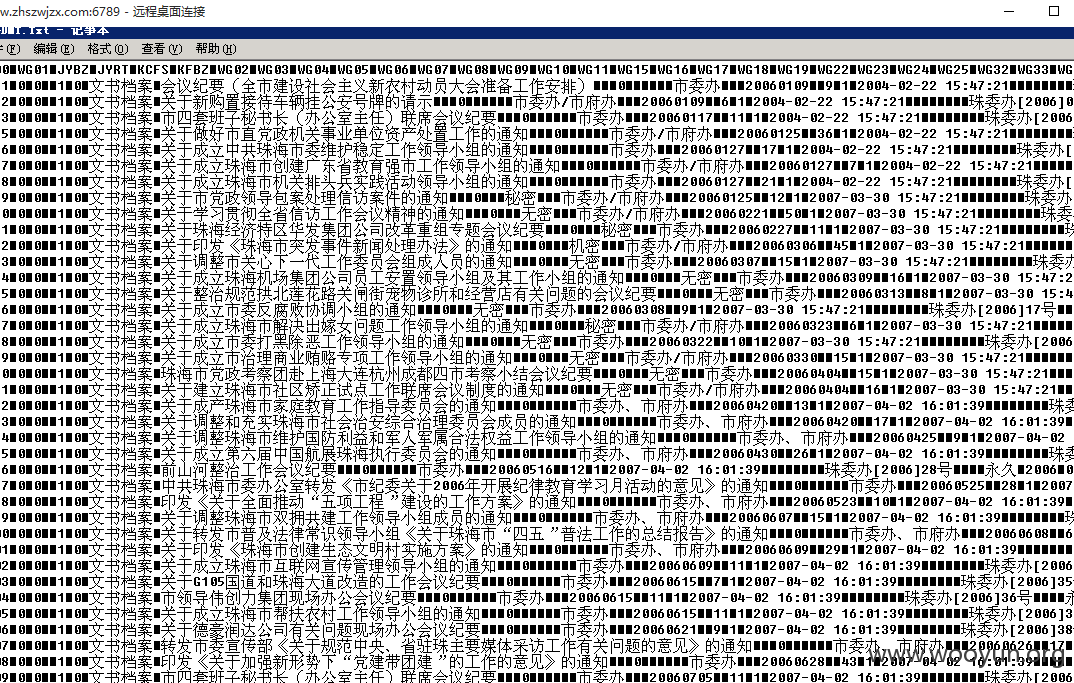 w.zhszwjzx.com:6789 - 远程桌面连接
.txt - 记事本
(F) 编辑(E) 格式(O) 查看(V) 帮助(H)
0■WG01■JYBZ■JYRT■KCFS■KFBZ■WG02■WG03■WG04■WG05■WG06■WG07■WG08■WG09■WG10■WG11■WG15■WG16■WG17■WG18■WG19■WG22■WG23■WG24■WG25■WG32■WG33■WG
1■0■0■■1■0■文书档案■会议纪要（全市建设社会主义新农村动员大会准备工作安排）■■0■■■■■■市委办■■■20060109■■9■1■2004-02-22 15:47:21■■■■
2■0■0■■1■0■文书档案■关于新购置接待车辆挂公安号牌的请示■■■0■■■■■■市委办/市府办■■■20060109■■6■1■2004-02-22 15:47:21■■■■■■■■珠委办[2006]0
3■0■0■■1■0■文书档案■市四套班子秘书长（办公室主任）联席会议纪要■■■0■■■■■■市委办■■■20060117■■11■1■2004-02-22 15:47:21■■■■■■■■珠委办[2006
5■0■0■■1■0■文书档案■关于做好市直党政机关事业单位资产处置工作的通知■■■0■■■■■■市委办/市府办■■■20060125■■36■1■2004-02-22 15:47:21■■■■
6■0■0■■1■0■文书档案■关于成立中共珠海市委维护稳定工作领导小组的通知■■■0■■■■■■市委办■■■20060127■■17■1■2004-02-22 15:47:21■■■■■■■■珠委办[
7■0■0■■1■0■文书档案■关于成立珠海市创建广东省教育强市工作领导小组的通知■■■0■■■■■■市委办/市府办■■■20060127■■7■1■2004-02-22 15:47:21■■■■
8■0■0■■1■0■文书档案■关于成立珠海市机关排头兵实践活动领导小组的通知■■■0■■■■■■市委办■■■20060127■■21■1■2004-02-22 15:47:21■■■■■■■■珠委办[
9■0■0■■1■0■文书档案■关于市党政领导包案处理信访案件的通知■■■0■■■秘密■■市委办/市府办■■■20060125■■12■1■2007-03-30 15:47:21■■■■■■■■珠委办
0■0■0■■1■0■文书档案■关于学习贯彻全省信访工作会议精神的通知■■■0■■■无密■■市委办/市府办■■■20060221■■50■1■2007-03-30 15:47:21■■■■■■■■珠委
1■0■0■■1■0■文书档案■关于珠海经济特区华发集团公司改革重组专题会议纪要■■■0■■■秘密■■市委办■■■20060227■■11■1■2007-03-30 15:47:21■■■■■■■■珠
2■0■0■■1■0■文书档案■关于印发《珠海市突发事件新闻处理办法》的通知■■■0■■■机密■■市委办/市府办■■■20060306■■45■1■2007-03-30 15:47:21■■■■
3■0■0■■1■0■文书档案■关于调整市关心下一代工作委员会组成人员的通知■■■0■■■无密■■市委办■■■20060307■■15■1■2007-03-30 15:47:21■■■■■■■■珠委办
4■0■0■■1■0■文书档案■关于成立珠海机场集团公司员工安置领导小组及其工作小组的通知■■■0■■■无密■■市委办■■■20060309■■16■1■2007-03-30 15:47:2
5■0■0■■1■0■文书档案■关于整治规范拱北莲花路关闸街宠物诊所和经营店有关问题的会议纪要■■■0■■■无密■■市委办■■■20060313■■8■1■2007-03-30 15:4
6■0■0■■1■0■文书档案■关于成立市委反腐败协调小组的通知■■■0■■■无密■■市委办■■■20060308■■9■1■2007-03-30 15:47:21■■■■■■■■珠委办[2006]17号■
7■0■0■■1■0■文书档案■关于成立珠海市解决出嫁女问题工作领导小组的通知■■■0■■■秘密■■市委办/市府办■■■20060323■■6■1■2007-03-30 15:47:21■■■■
8■0■0■■1■0■文书档案■关于成立市委打黑除恶工作领导小组的通知■■■0■■■无密■■市委办■■■20060322■■10■1■2007-03-30 15:47:21■■■■■■■■珠委办[2006
9■0■0■■1■0■文书档案■关于成立市治理商业贿赂专项工作领导小组的通知■■■0■■■无密■■市委办/市府办■■■20060330■■15■1■2007-03-30 15:47:21■■■■
0■0■0■■1■0■文书档案■珠海市党政考察团赴上海大连杭州成都四市考察小结会议纪要■■■0■■■无密■■市委办■■■20060404■■15■1■2007-03-30 15:47:21■■
1■0■0■■1■0■文书档案■关于建立珠海市社区矫正试点工作联席会议制度的通知■■■0■■■无密■■市委办/市府办■■■20060404■■16■1■2007-03-30 15:47:21■
2■0■0■■1■0■文书档案■关于成产珠海市家庭教育工作指导委员会的通知■■■0■■■■■■市委办、市府办■■■20060420■■13■1■2007-04-02 16:01:39■■■■■■■■珠委
3■0■0■■1■0■文书档案■关于调整和充实珠海市社会治安综合治理委员会成员的通知■■■0■■■■■■市委办、市府办■■■20060420■■17■1■2007-04-02 16:01:39■
4■0■0■■1■0■文书档案■关于调整珠海市维护国防利益和军人军属合法权益工作领导小组的通知■■■0■■■■■■市委办、市府办■■■20060425■■9■1■2007-04-02
5■0■0■■1■0■文书档案■关于成立第六届中国航展珠海执行委员会的通知■■■0■■■■■■市委办、市府办■■■20060430■■26■1■2007-04-02 16:01:39■■■■■■■■珠委
6■0■0■■1■0■文书档案■前山河整治工作会议纪要■■■0■■■■■■市委办■■■20060516■■12■1■2007-04-02 16:01:39■■■■■■■■珠委办[2006]28号■■■■永久■2006■0
7■0■0■■1■0■文书档案■中共珠海市委办公室转发《市纪委关于2006年开展纪律教育学习月活动的意见》的通知■■■0■■■■■■市委办■■■20060525■■28■1■2007
8■0■0■■1■0■文书档案■印发《关于全面推动“五项工程”建设的工作方案》的通知■■■0■■■■■■市委办、市府办■■■20060523■■10■1■2007-04-02 16:01:39■
9■0■0■■1■0■文书档案■关于调整珠海市双拥共建工作领导小组成员的通知■■■0■■■■■■市委办、市府办■■■20060607■■15■1■2007-04-02 16:01:39■■■■■■■■珠
0■0■0■■1■0■文书档案■关于转发市普及法律常识领导小组《关于珠海市“四五”普法工作的总结报告》的通知■■■0■■■■■■市委办、市府办■■■20060608■■6
1■0■0■■1■0■文书档案■关于印发《珠海市创建生态文明村实施方案》的通知■■■0■■■■■■市委办、市府办■■■20060609■■29■1■2007-04-02 16:01:39■■■■
2■0■0■■1■0■文书档案■关于成立珠海市互联网宣传管理领导小组的通知■■■0■■■■■■市委办■■■20060609■■11■1■2007-04-02 16:01:39■■■■■■■■珠委办[2006
3■0■0■■1■0■文书档案■关于G105国道和珠海大道改造的工作会议纪要■■■0■■■■■■市委办■■■20060615■■7■1■2007-04-02 16:01:39■■■■■■■■珠委办[2006]35
4■0■0■■1■0■文书档案■市领导伟创力集团现场办公会议纪要■■■0■■■■■■市委办■■■20060615■■11■1■2007-04-02 16:01:39■■■■■■■■珠委办[2006]36号■■■■永
5■0■0■■1■0■文书档案■关于成立珠海市帮扶农村工作领导小组的通知■■■0■■■■■■市委办■■■20060615■■11■1■2007-04-02 16:01:39■■■■■■■■珠委办[2006]3
6■0■0■■1■0■文书档案■关于德豪润达公司有关问题现场办公会议纪要■■■0■■■■■■市委办■■■20060621■■9■1■2007-04-02 16:01:39■■■■■■■■珠委办[2006]38
7■0■0■■1■0■文书档案■转发市委宣传部《关于规范中央、省驻珠主要媒体采访工作有关问题的意见》的通知■■■0■■■■■■市委办、市府办■■■20060626■■17
8■0■0■■1■0■文书档案■印发《关于加强新形势下“党建带团建”的工作的意见》的通知■■■0■■■■■■市委办■■■20060628■■43■1■2007-04-02 16:01:39■■■■
9■0■0■■1■0■文书档案■市四套班子秘书长（办公室主任）联席会议纪要■■■0■■■■■■市委办■■■20060705■■11■1■2007-04-02 16:01:39■■■■■■■■珠委办[2006
www.wooyun.org